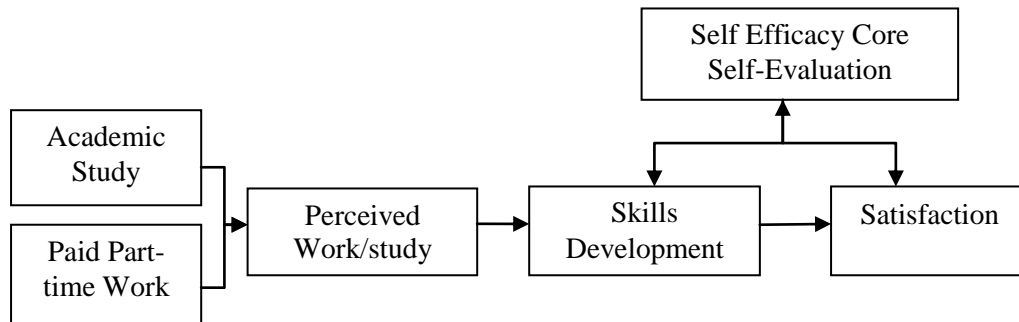 Self Efficacy Core
Self-Evaluation
Academic
Study
Paid Part-
time Work
Perceived
Work/study
Skills
Development
Satisfaction